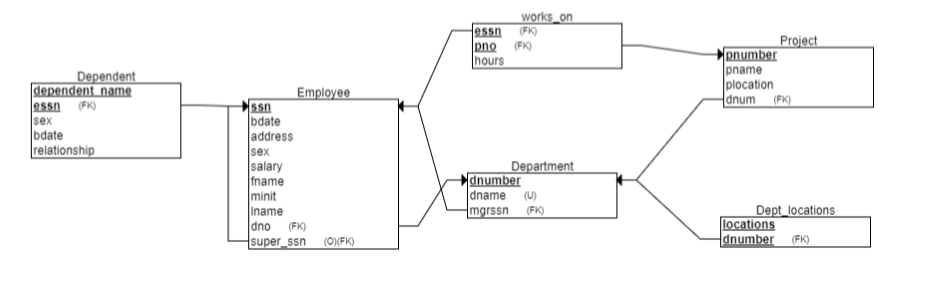 Dependent
dependent_name
essn (FK)
sex
bdate
relationship
Employee
ssn
bdate
address
sex
salary
fname
minit
lname
dno (FK)
super_ssn (O)(FK)
works_on
essn (FK)
pno (FK)
hours
Department
dnumber
dname (U)
mgrssn (FK)
Project
pnumber
pname
plocation
dnum (FK)
Dept_locations
locations
dnumber (FK)